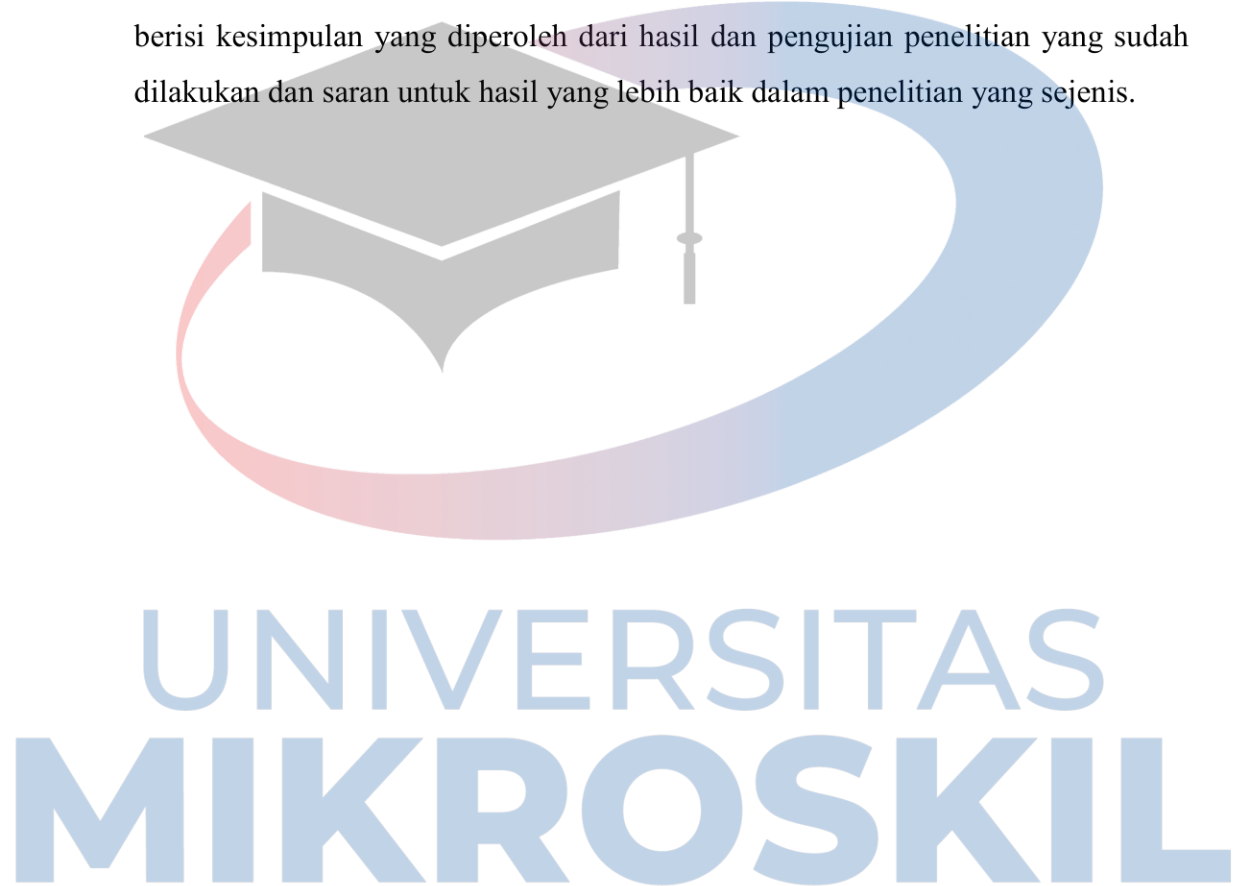 berisi kesimpulan yang diperoleh dari hasil dan pengujian penelitian yang sudah
dilakukan dan saran untuk hasil yang lebih baik dalam penelitian yang sejenis.
UNIVERSITAS
MIKROSKIL